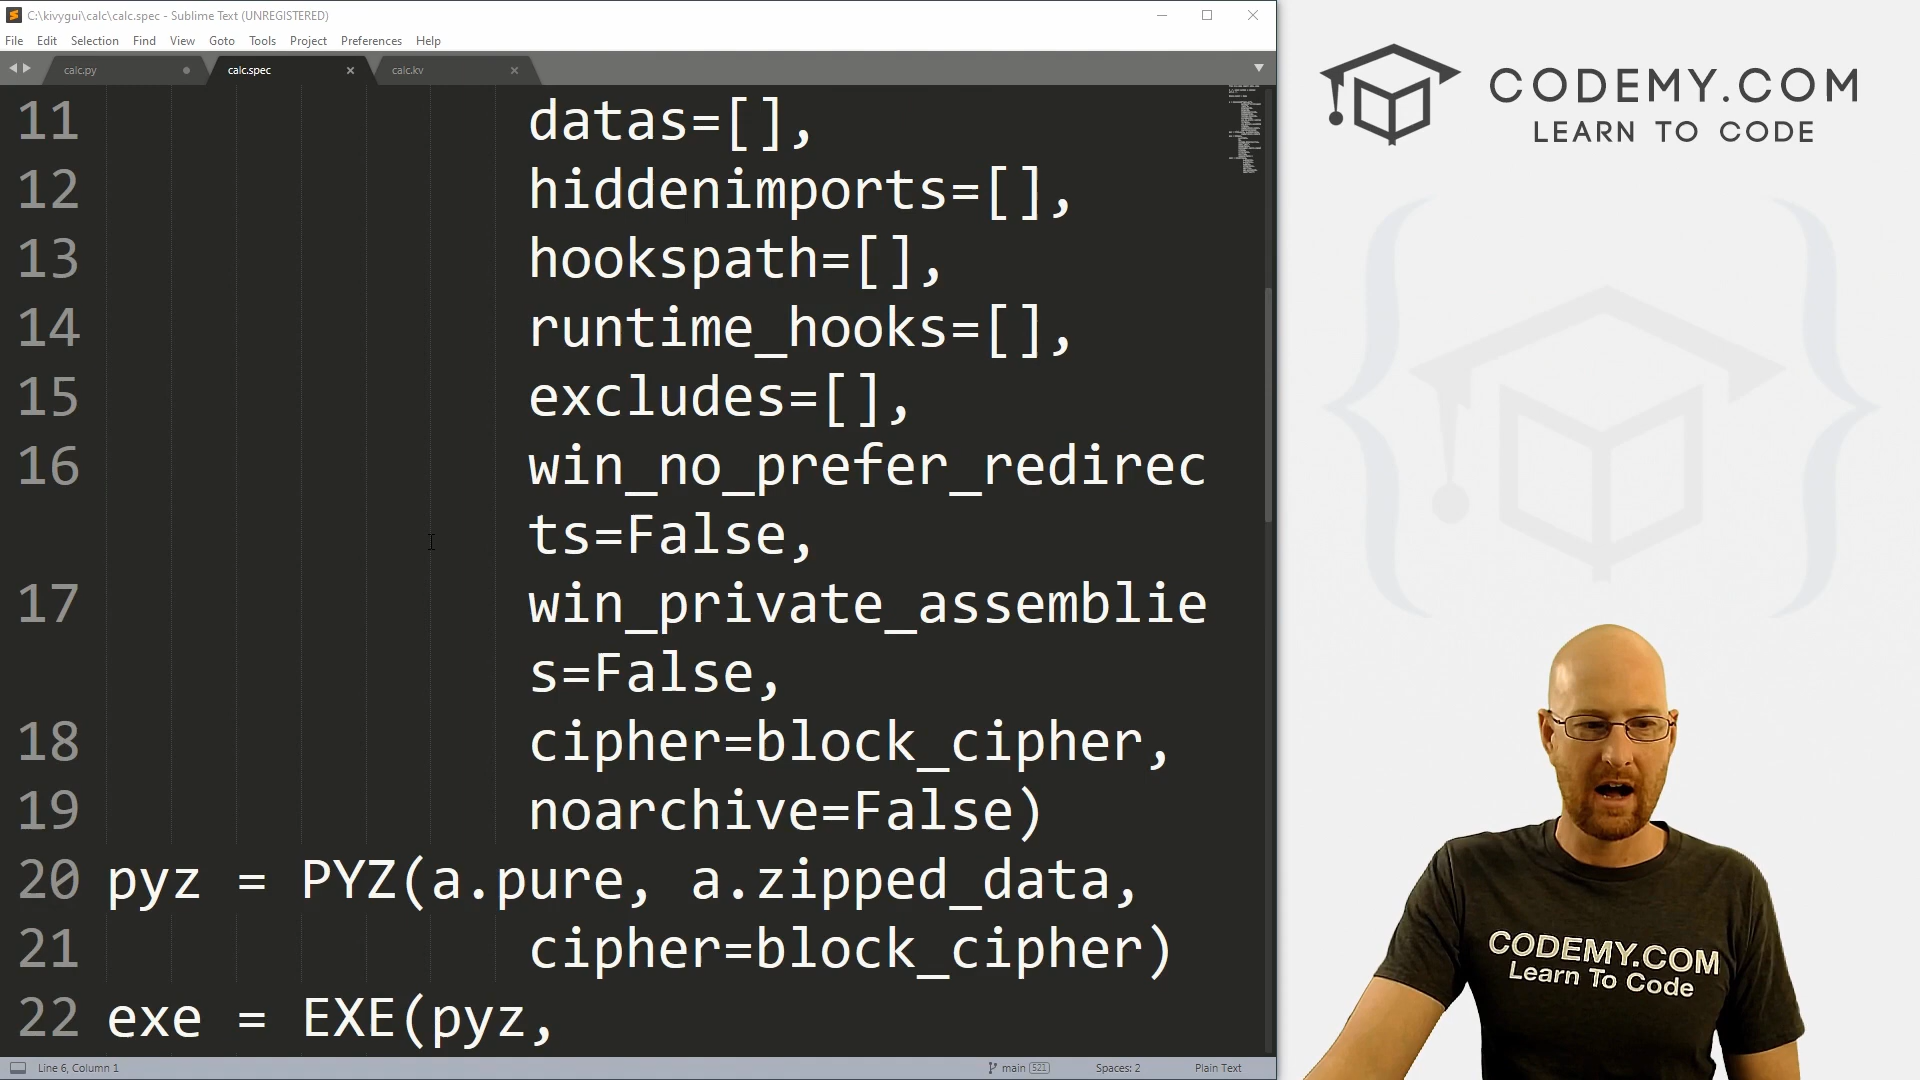 C:\kivygui\calc\calc.spec - Sublime Text (UNREGISTERED)
File Edit Selection Find View Goto Tools Project Preferences Help
calc.py calc.spec calc.kv
11 datas=[],
12 hiddenimports=[],
13 hookspath=[],
14 runtime_hooks=[],
15 excludes=[],
16 win_no_prefer_redirec
ts=False,
17 win_private_assemblie
s=False,
18 cipher=block_cipher,
19 noarchive=False)
20 pyz = PYZ(a.pure, a.zipped_data,
21 cipher=block_cipher)
22 exe = EXE(pyz,
Line 6, Column 1 main 521 Spaces: 2 Plain Text
CODEMY.COM
LEARN TO CODE
CODEMY.COM
Learn To Code